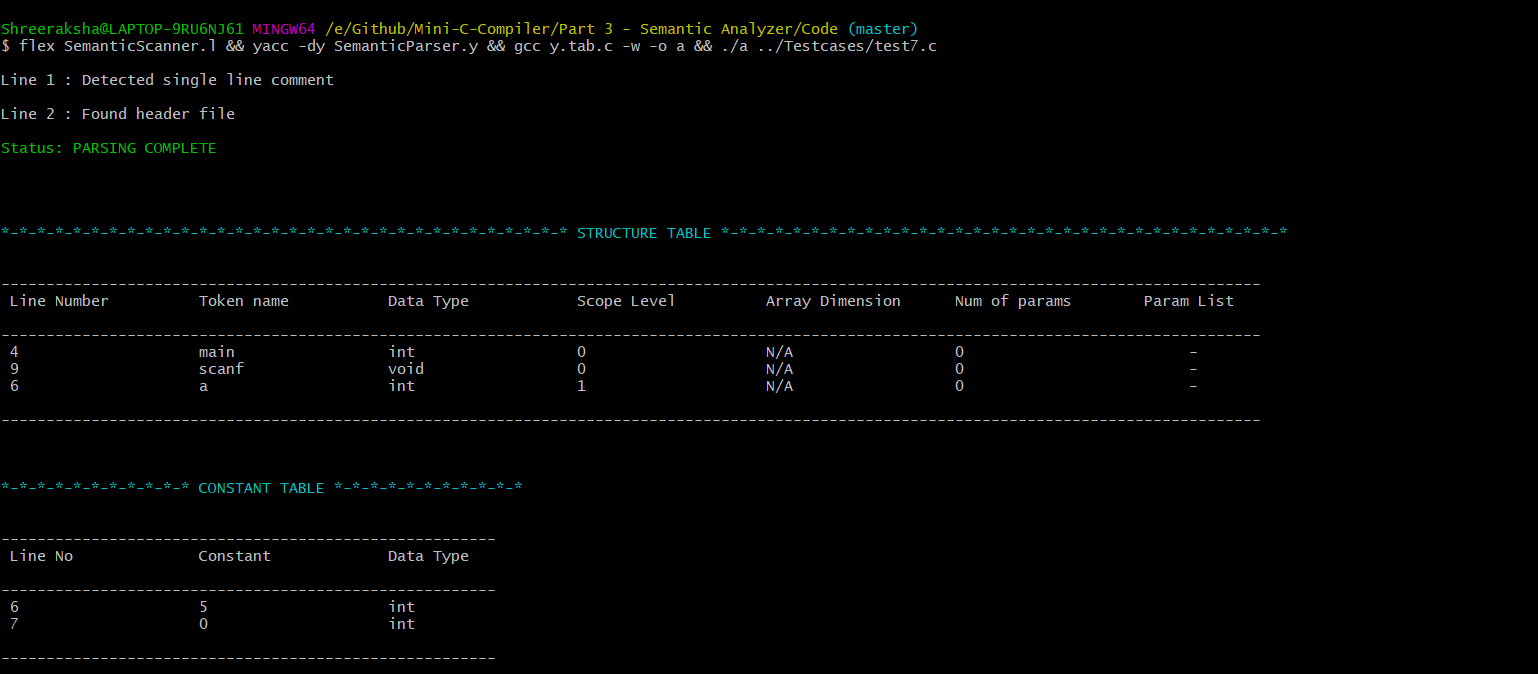 Shreeraksha@LAPTOP-9RU6NJ61 MINGW64 /e/Github/Mini-C-Compiler/Part 3 - Semantic Analyzer/Code (master)
$ flex SemanticScanner.l && yacc -dy SemanticParser.y && gcc y.tab.c -w -o a && ./a ../Testcases/test7.c
Line 1 : Detected single line comment
Line 2 : Found header file
Status: PARSING COMPLETE
*-*-*-*-*-*-*-*-*-*-*-*-*-*-*-*-*-*-*-*-*-*-*-*-*-*-*-*-*-*-*-* STRUCTURE TABLE *-*-*-*-*-*-*-*-*-*-*-*-*-*-*-*-*-*-*-*-*-*-*-*-*-*-*-*-*-*-*-*
Line Number Token name Data Type Scope Level Array Dimension Num of params Param List
4 main int 0 N/A 0 -
9 scanf void 0 N/A 0 -
6 a int 1 N/A 0 -
*-*-*-*-*-*-*-*-*-*-* CONSTANT TABLE *-*-*-*-*-*-*-*-*-*-*
Line No Constant Data Type
6 5 int
7 0 int